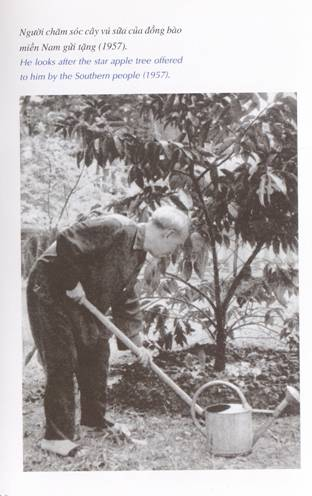 Người chăm sóc cây vú sữa của đồng bào
miền Nam gửi tặng (1957).
He looks after the star apple tree offered
to him by the Southern people (1957).